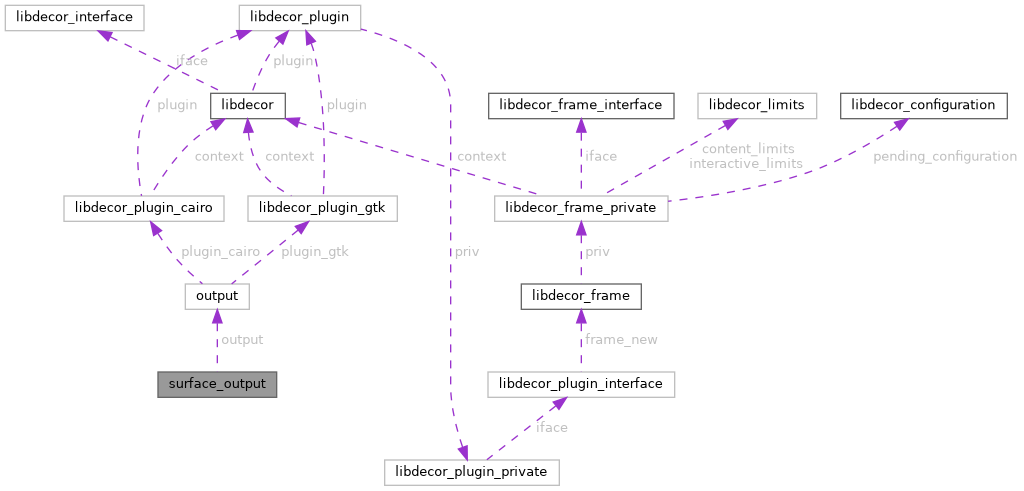 libdecor_interface
libdecor_plugin
iface
plugin
plugin
libdecor
plugin
libdecor_frame_interface
libdecor_limits
libdecor_configuration
context
context
context
iface
content_limits
interactive_limits
pending_configuration
libdecor_plugin_cairo
libdecor_plugin_gtk
libdecor_frame_private
plugin_cairo
plugin_gtk
priv
priv
output
libdecor_frame
output
frame_new
surface_output
libdecor_plugin_interface
iface
libdecor_plugin_private